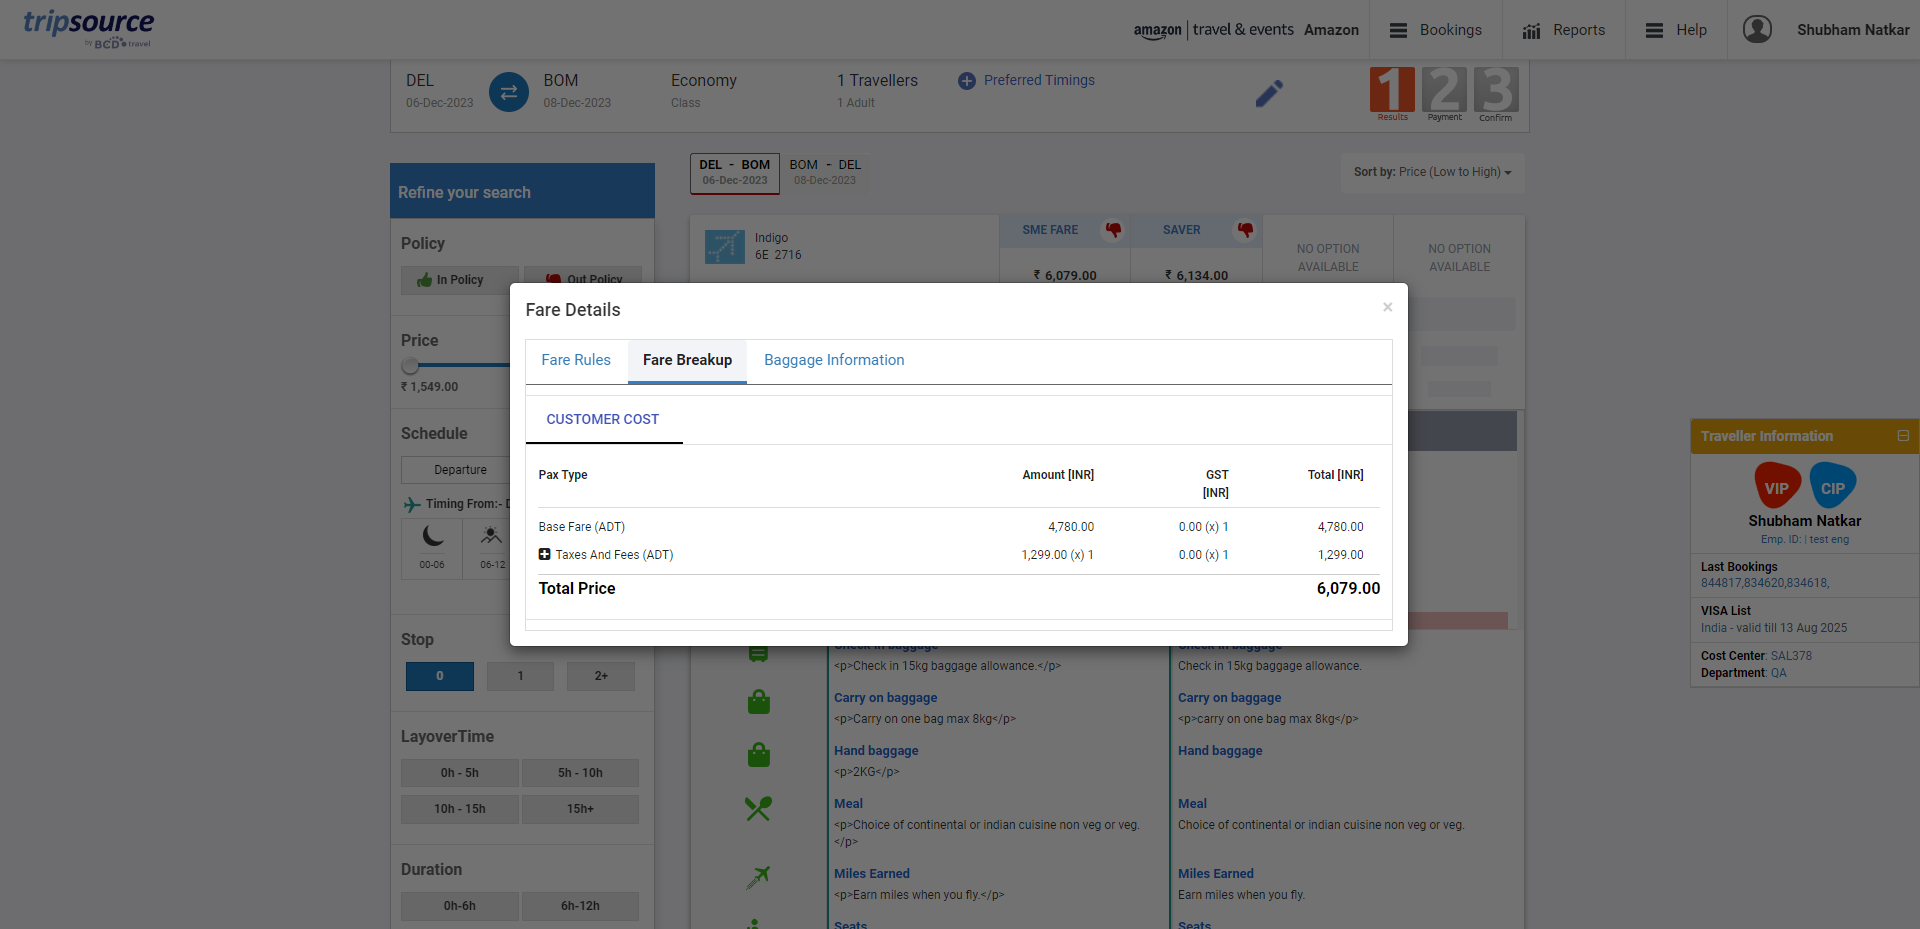 tripsource
by BCD travel
amazon | travel & events Amazon
Bookings
Reports
Help
Shubham Natkar
DEL
06-Dec-2023
BOM
08-Dec-2023
Economy
Class
1 Travellers
1 Adult
Preferred Timings
1 2 3
Results Payment Confirm
Refine your search
DEL - BOM
06-Dec-2023
BOM - DEL
08-Dec-2023
Sort by: Price (Low to High)
Policy
In Policy
Out Policy
Indigo
6E 2716
SME FARE
₹ 6,079.00
SAVER
₹ 6,134.00
NO OPTION
AVAILABLE
NO OPTION
AVAILABLE
Price
₹ 1,549.00
Schedule
Departure
Timing From:- D
00-06
06-12
Stop
0
1
2+
LayoverTime
0h - 5h
5h - 10h
10h - 15h
15h+
Duration
0h-6h
6h-12h
Fare Details
×
Fare Rules
Fare Breakup
Baggage Information
CUSTOMER COST
Pax Type Amount [INR] GST Total [INR]
[INR]
Base Fare (ADT) 4,780.00 0.00 (x) 1 4,780.00
Taxes And Fees (ADT) 1,299.00 (x) 1 0.00 (x) 1 1,299.00
Total Price 6,079.00
Check in Baggage
<p>Check in 15kg baggage allowance.</p>
Carry on baggage
<p>Carry on one bag max 8kg</p>
Hand baggage
<p>2KG</p>
Meal
<p>Choice of continental or indian cuisine non veg or veg.
</p>
Miles Earned
<p>Earn miles when you fly.</p>
Seats
Check in Baggage
Check in 15kg baggage allowance.
Carry on baggage
<p>carry on one bag max 8kg</p>
Hand baggage
Meal
Choice of continental or indian cuisine non veg or veg.
Miles Earned
Earn miles when you fly.
Seats
Traveller Information
VIP CIP
Shubham Natkar
Emp. ID: | test eng
Last Bookings
844817,834620,834618,
VISA List
India - valid till 13 Aug 2025
Cost Center: SAL378
Department: QA